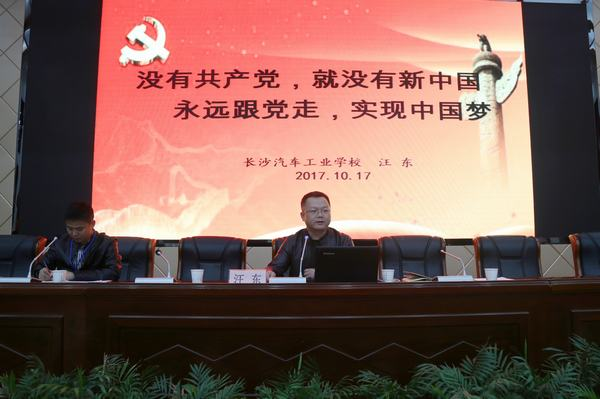 没有共产党，就没有新中国
永远跟党走，实现中国梦
长沙汽车工业学校 汪 东
2017.10.17
汪 东